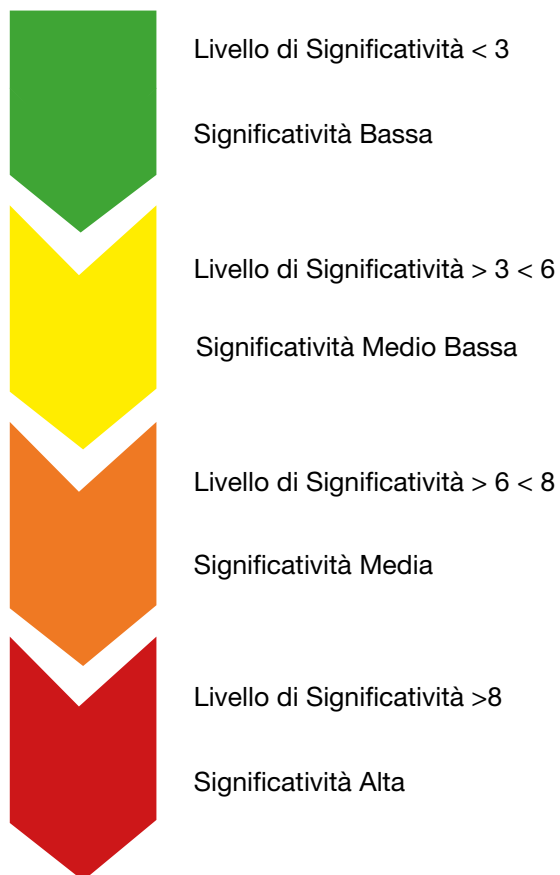 Livello di Significatività < 3
Significatività Bassa
Livello di Significatività > 3 < 6
Significatività Medio Bassa
Livello di Significatività > 6 < 8
Significatività Media
Livello di Significatività >8
Significatività Alta